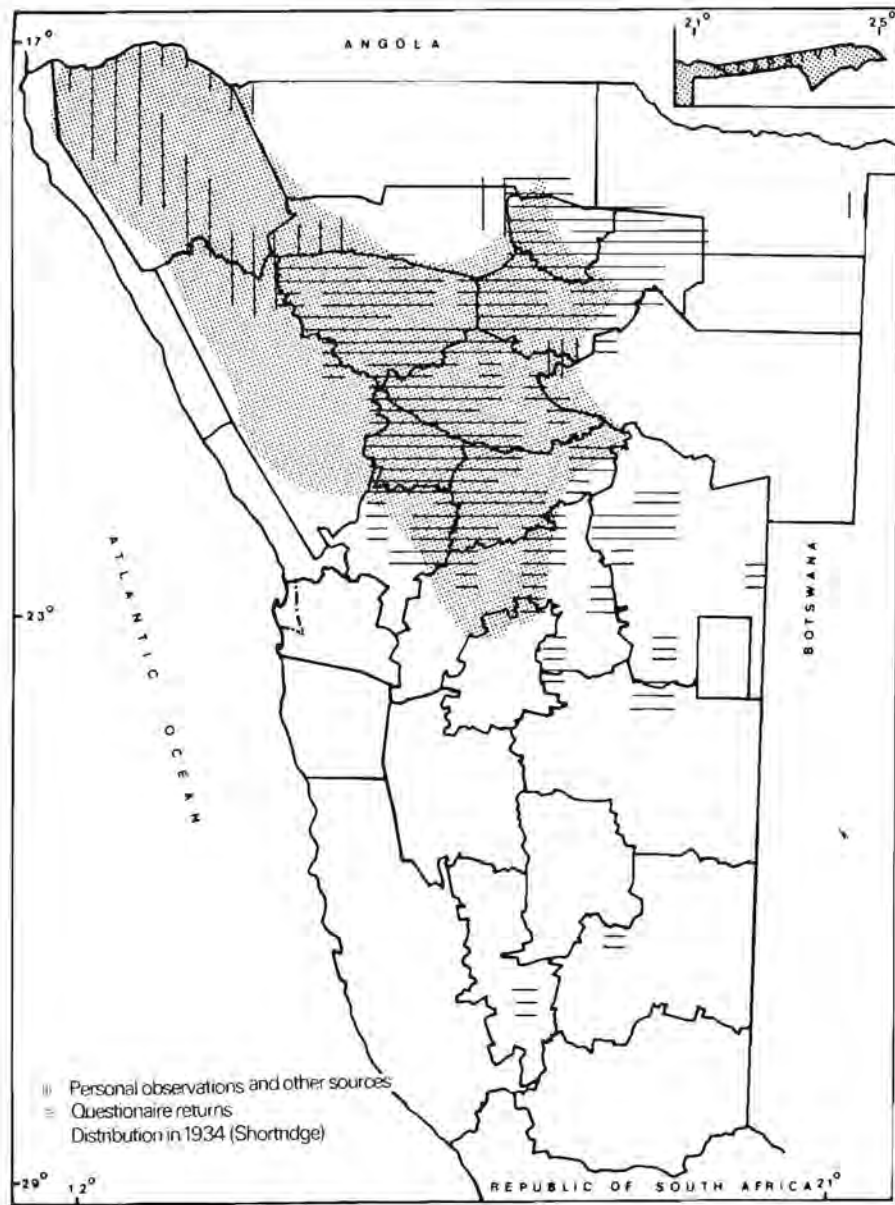 21° 25°
17°
ANGOLA
ATLANTIC OCEAN
23°
BOTSWANA
Personal observations and other sources
Questionaire returns
Distribution in 1934 (Shortridge)
29°
12°
REPUBLIC OF SOUTH AFRICA 21°